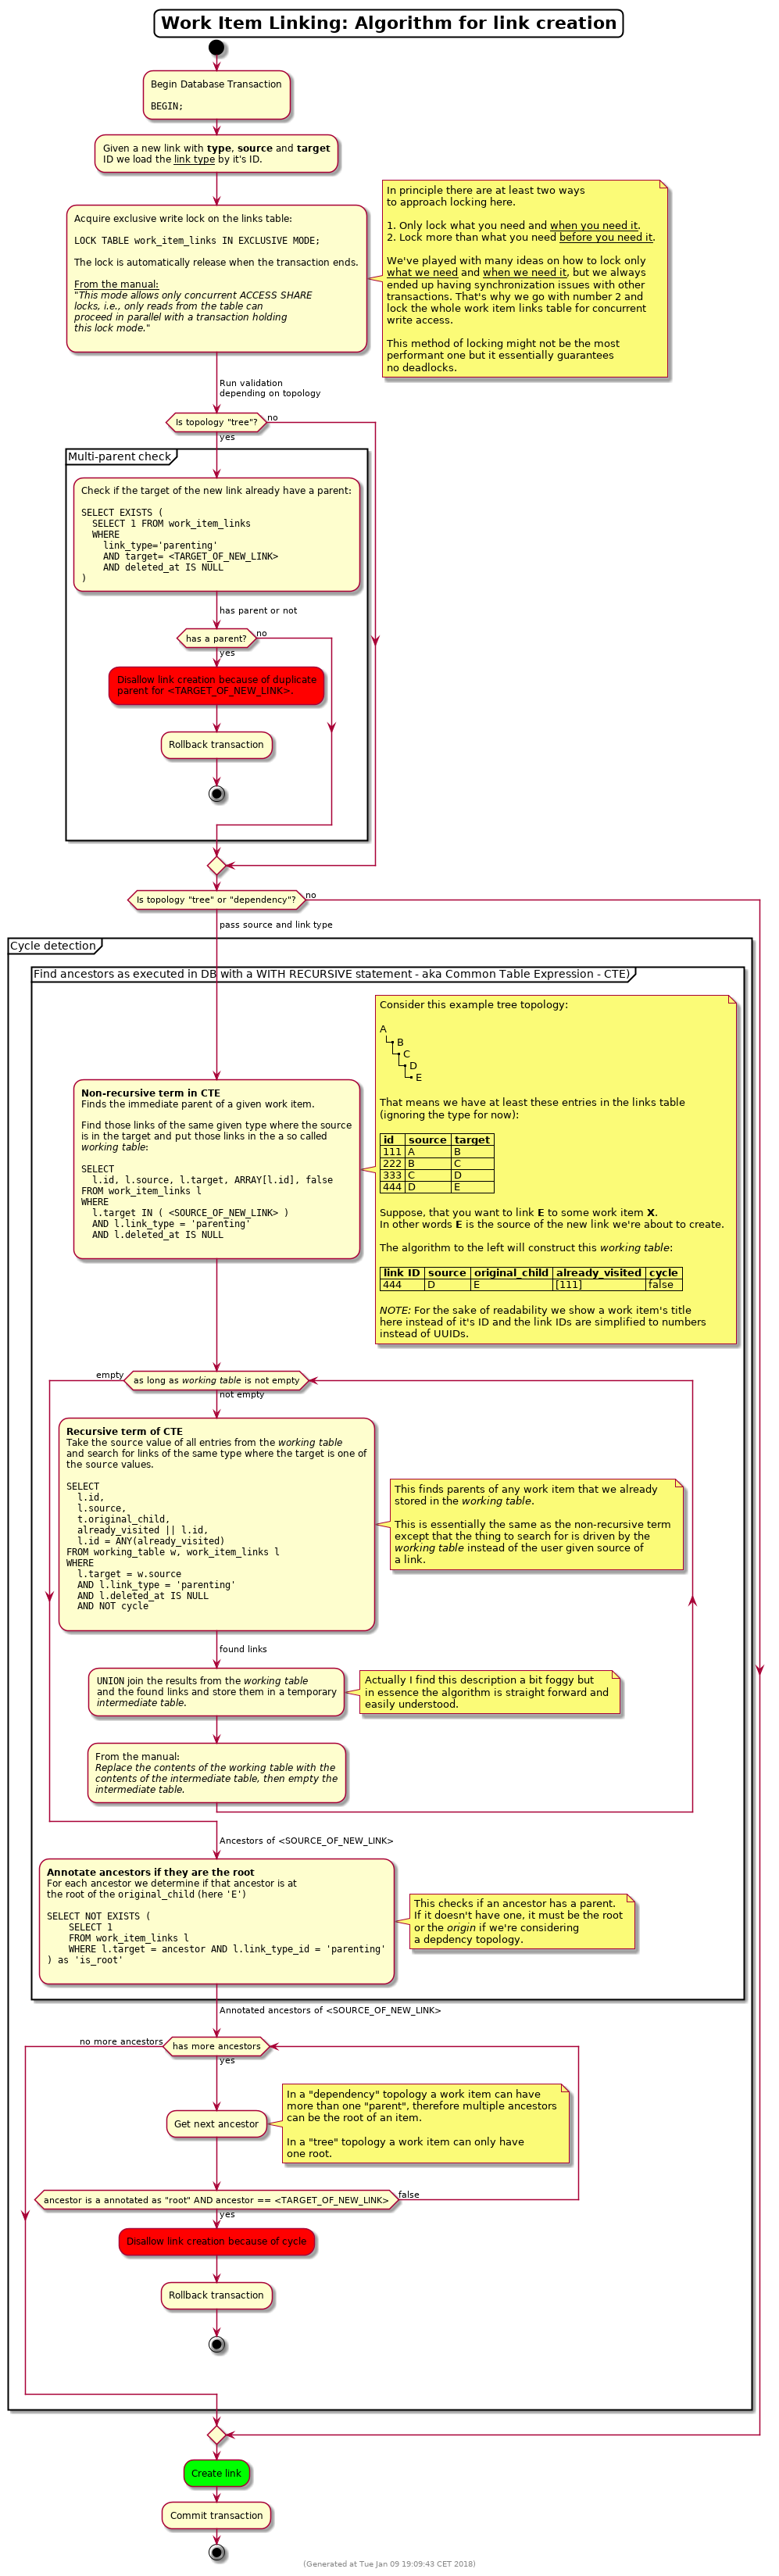 Work Item Linking: Algorithm for link creation
Begin Database Transaction
BEGIN;
Given a new link with type, source and target
ID we load the link type by it's ID.
Acquire exclusive write lock on the links table:
LOCK TABLE work_item_links IN EXCLUSIVE MODE;
The lock is automatically release when the transaction ends.
From the manual:
"This mode allows only concurrent ACCESS SHARE
locks, i.e., only reads from the table can
proceed in parallel with a transaction holding
this lock mode."
In principle there are at least two ways
to approach locking here.
1. Only lock what you need and when you need it.
2. Lock more than what you need before you need it.
We've played with many ideas on how to lock only
what we need and when we need it, but we always
ended up having synchronization issues with other
transactions. That's why we go with number 2 and
lock the whole work item links table for concurrent
write access.
This method of locking might not be the most
performant one but it essentially guarantees
no deadlocks.
Run validation
depending on topology
Is topology "tree"?
no
yes
Multi-parent check
Check if the target of the new link already have a parent:
SELECT EXISTS (
SELECT 1 FROM work_item_links
WHERE
link_type='parenting'
AND target= <TARGET_OF_NEW_LINK>
AND deleted_at IS NULL
)
has parent or not
has a parent?
no
yes
Disallow link creation because of duplicate
parent for <TARGET_OF_NEW_LINK>.
Rollback transaction
Is topology "tree" or "dependency"?
no
pass source and link type
Cycle detection
Find ancestors as executed in DB with a WITH RECURSIVE statement - aka Common Table Expression - CTE)
Non-recursive term in CTE
Finds the immediate parent of a given work item.
Find those links of the same given type where the source
is in the target and put those links in the a so called
working table:
SELECT
l.id, l.source, l.target, ARRAY[l.id], false
FROM work_item_links l
WHERE
l.target IN ( <SOURCE_OF_NEW_LINK> )
AND l.link_type = 'parenting'
AND l.deleted_at IS NULL
Consider this example tree topology:
A
B
C
D
E
That means we have at least these entries in the links table
(ignoring the type for now):
id source target
111 A B
222 B C
333 C D
444 D E
Suppose, that you want to link E to some work item X.
In other words E is the source of the new link we're about to create.
The algorithm to the left will construct this working table:
link ID source original_child already_visited cycle
444 D E [111] false
NOTE: For the sake of readability we show a work item's title
here instead of it's ID and the link IDs are simplified to numbers
instead of UUIDs.
empty
as long as working table is not empty
not empty
Recursive term of CTE
Take the source value of all entries from the working table
and search for links of the same type where the target is one of
the source values.
SELECT
l.id,
l.source,
t.original_child,
already_visited || l.id,
l.id = ANY(already_visited)
FROM working_table w, work_item_links l
WHERE
l.target = w.source
AND l.link_type = 'parenting'
AND l.deleted_at IS NULL
AND NOT cycle
This finds parents of any work item that we already
stored in the working table.
This is essentially the same as the non-recursive term
except that the thing to search for is driven by the
working table instead of the user given source of
a link.
found links
UNION join the results from the working table
and the found links and store them in a temporary
intermediate table.
Actually I find this description a bit foggy but
in essence the algorithm is straight forward and
easily understood.
From the manual:
Replace the contents of the working table with the
contents of the intermediate table, then empty the
intermediate table.
Ancestors of <SOURCE_OF_NEW_LINK>
Annotate ancestors if they are the root
For each ancestor we determine if that ancestor is at
the root of the original_child (here 'E')
SELECT NOT EXISTS (
SELECT 1
FROM work_item_links l
WHERE l.target = ancestor AND l.link_type_id = 'parenting'
) as 'is_root'
This checks if an ancestor has a parent.
If it doesn't have one, it must be the root
or the origin if we're considering
a depdency topology.
Annotated ancestors of <SOURCE_OF_NEW_LINK>
no more ancestors
has more ancestors
yes
Get next ancestor
In a "dependency" topology a work item can have
more than one "parent", therefore multiple ancestors
can be the root of an item.
In a "tree" topology a work item can only have
one root.
ancestor is a annotated as "root" AND ancestor == <TARGET_OF_NEW_LINK>
false
yes
Disallow link creation because of cycle
Rollback transaction
Create link
Commit transaction
(Generated at Tue Jan 09 19:09:43 CET 2018)